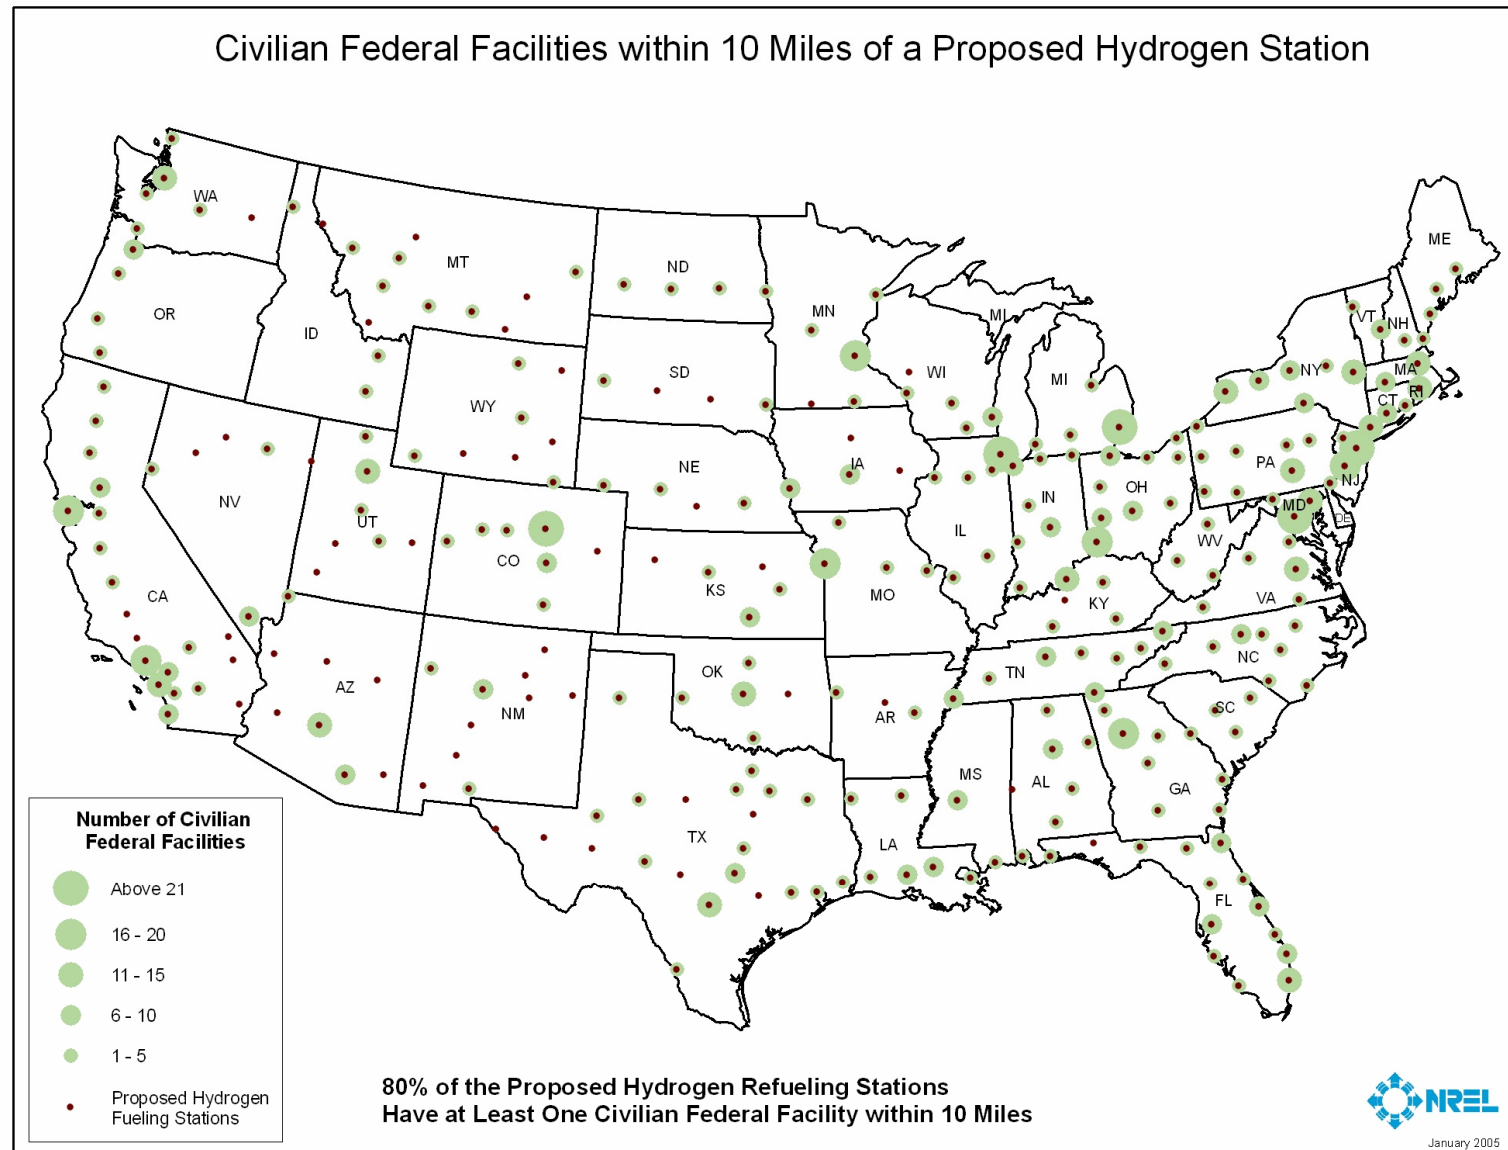 Civilian Federal Facilities within 10 Miles of a Proposed Hydrogen Station
WA
MT
ND
MN
ME
OR
ID
SD
WI
MI
MI
VT
NH
NY
MA
RI
CT
WY
NE
IA
PA
NJ
NV
UT
CO
IL
IN
OH
MD
DE
WV
CA
KS
MO
KY
VA
AZ
NM
OK
AR
TN
NC
SC
MS
AL
GA
TX
LA
FL
Number of Civilian
Federal Facilities
Above 21
16 - 20
11 - 15
6 - 10
1 - 5
Proposed Hydrogen
Fueling Stations
80% of the Proposed Hydrogen Refueling Stations
Have at Least One Civilian Federal Facility within 10 Miles
NREL
January 2005